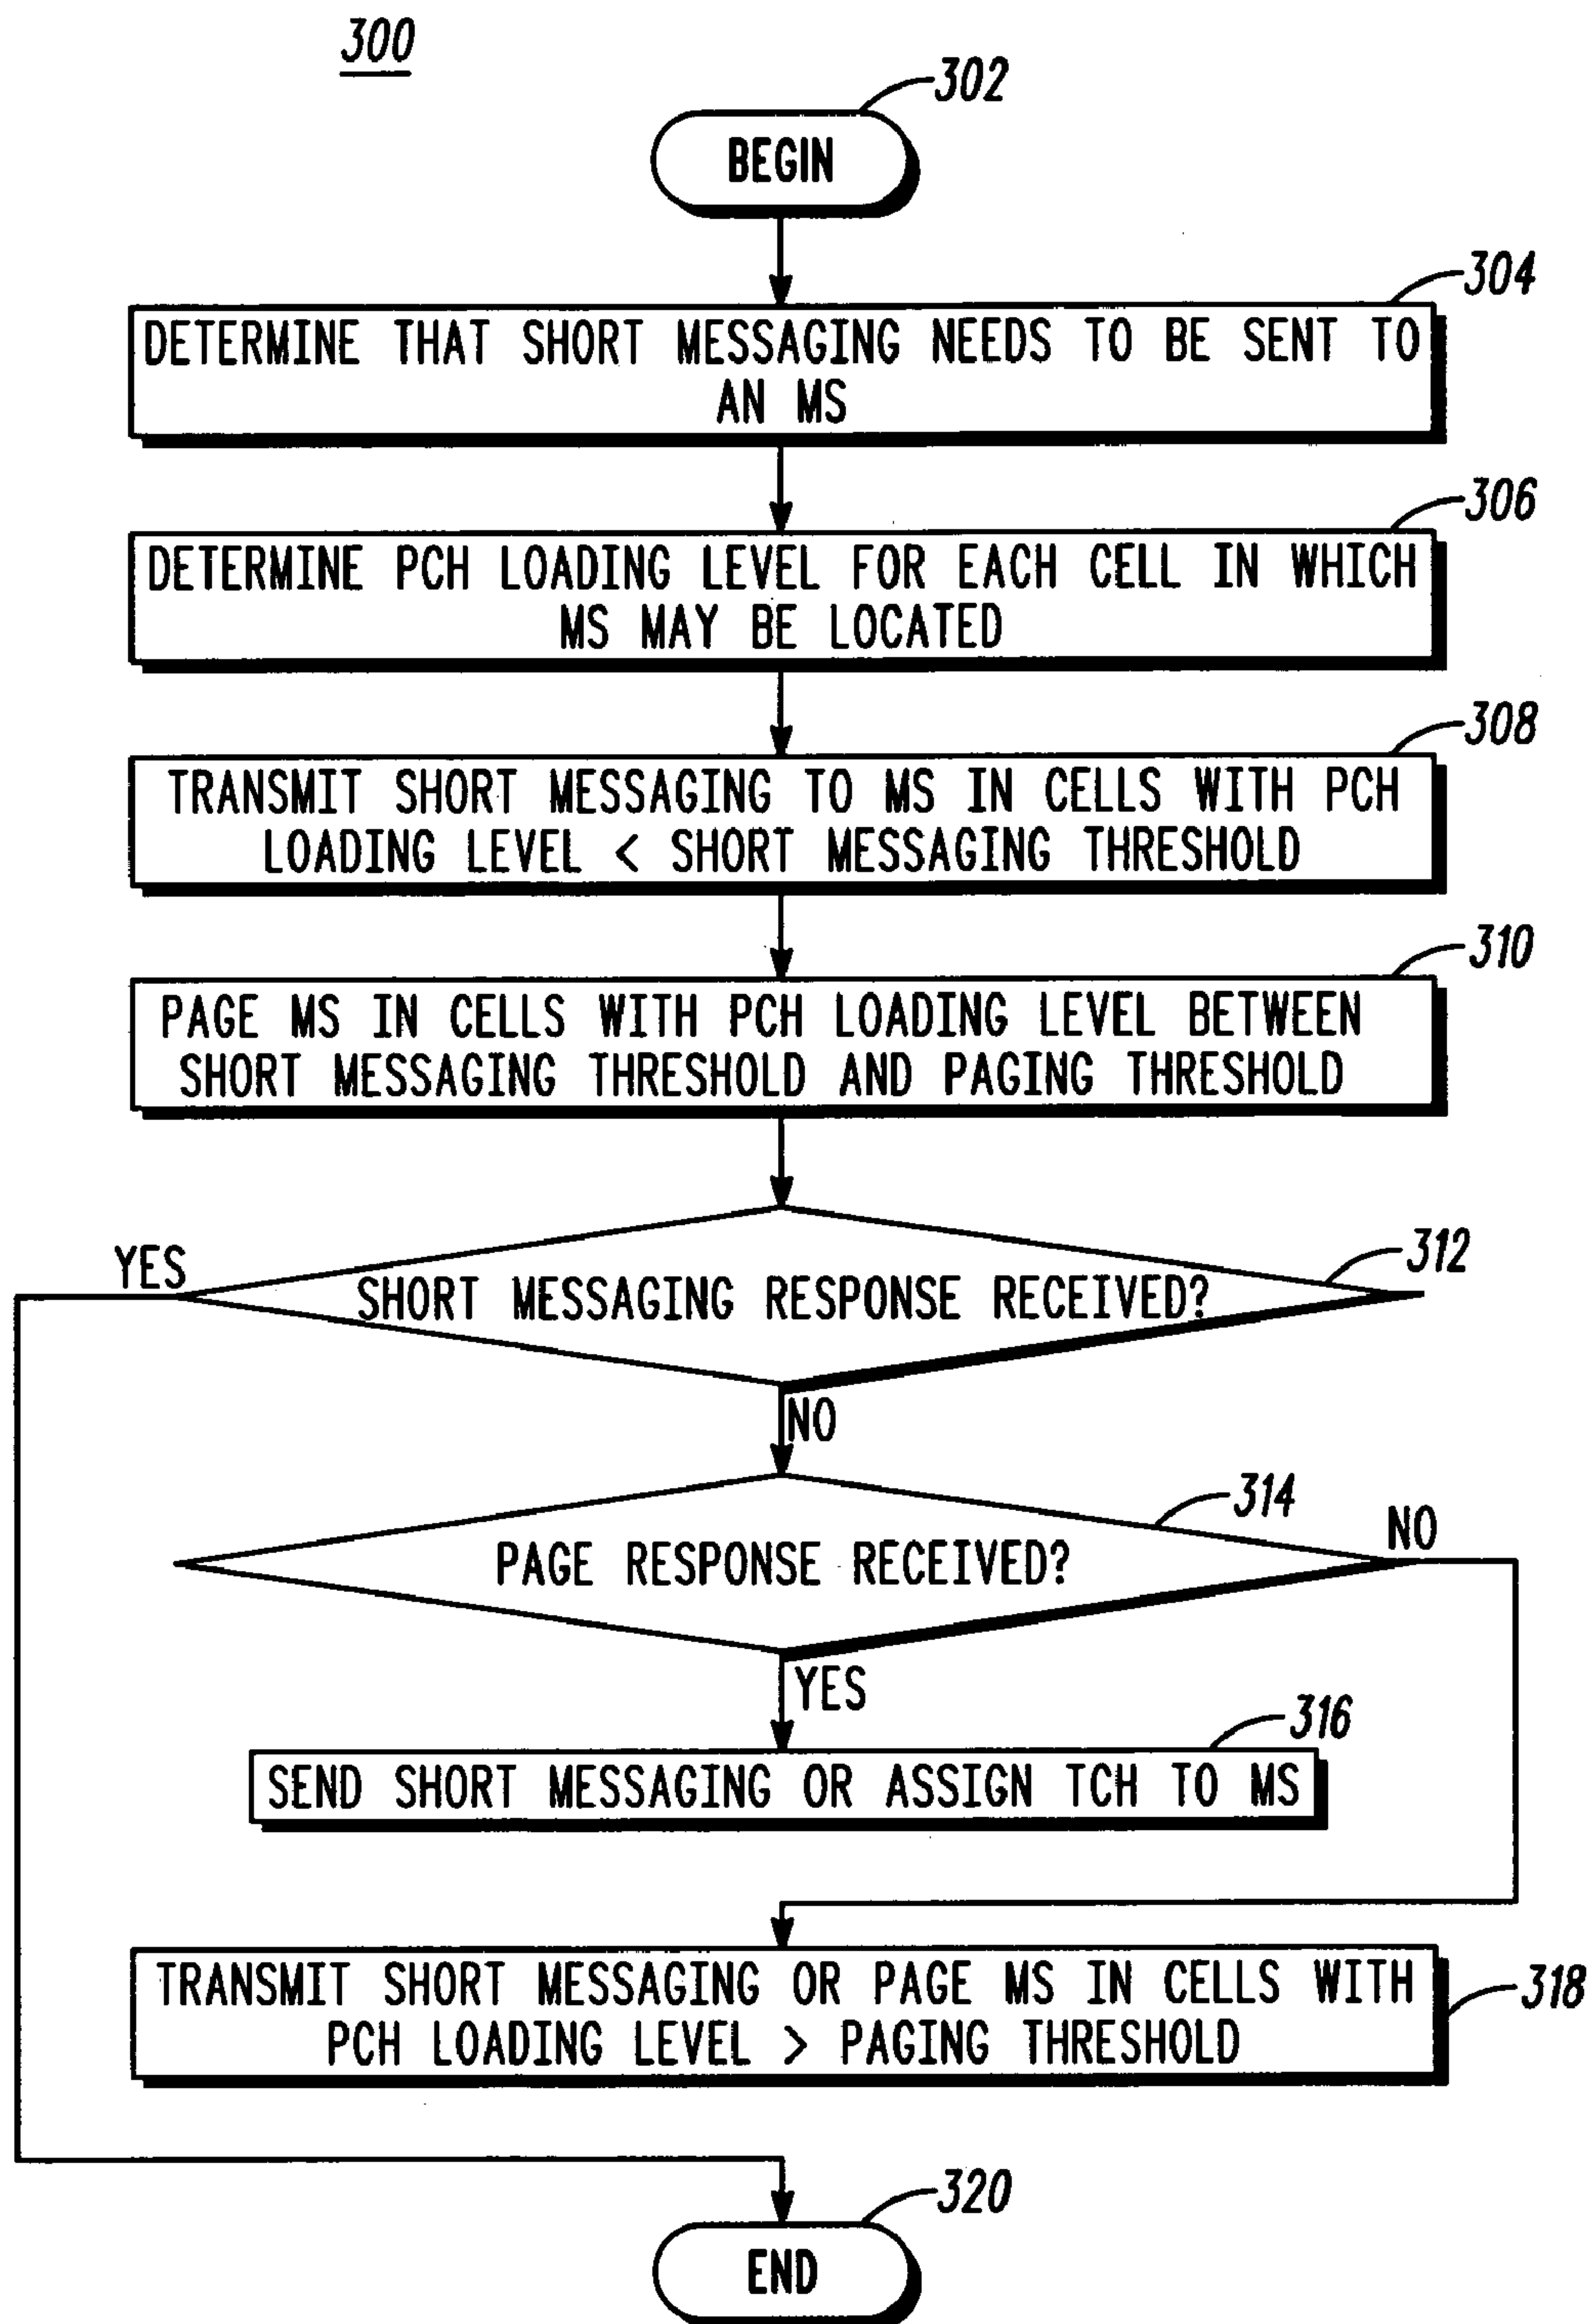 300
302
BEGIN
304
DETERMINE THAT SHORT MESSAGING NEEDS TO BE SENT TO
AN MS
306
DETERMINE PCH LOADING LEVEL FOR EACH CELL IN WHICH
MS MAY BE LOCATED
308
TRANSMIT SHORT MESSAGING TO MS IN CELLS WITH PCH
LOADING LEVEL < SHORT MESSAGING THRESHOLD
310
PAGE MS IN CELLS WITH PCH LOADING LEVEL BETWEEN
SHORT MESSAGING THRESHOLD AND PAGING THRESHOLD
312
YES
SHORT MESSAGING RESPONSE RECEIVED?
NO
314
NO
PAGE RESPONSE RECEIVED?
YES
316
SEND SHORT MESSAGING OR ASSIGN TCH TO MS
318
TRANSMIT SHORT MESSAGING OR PAGE MS IN CELLS WITH
PCH LOADING LEVEL > PAGING THRESHOLD
320
END